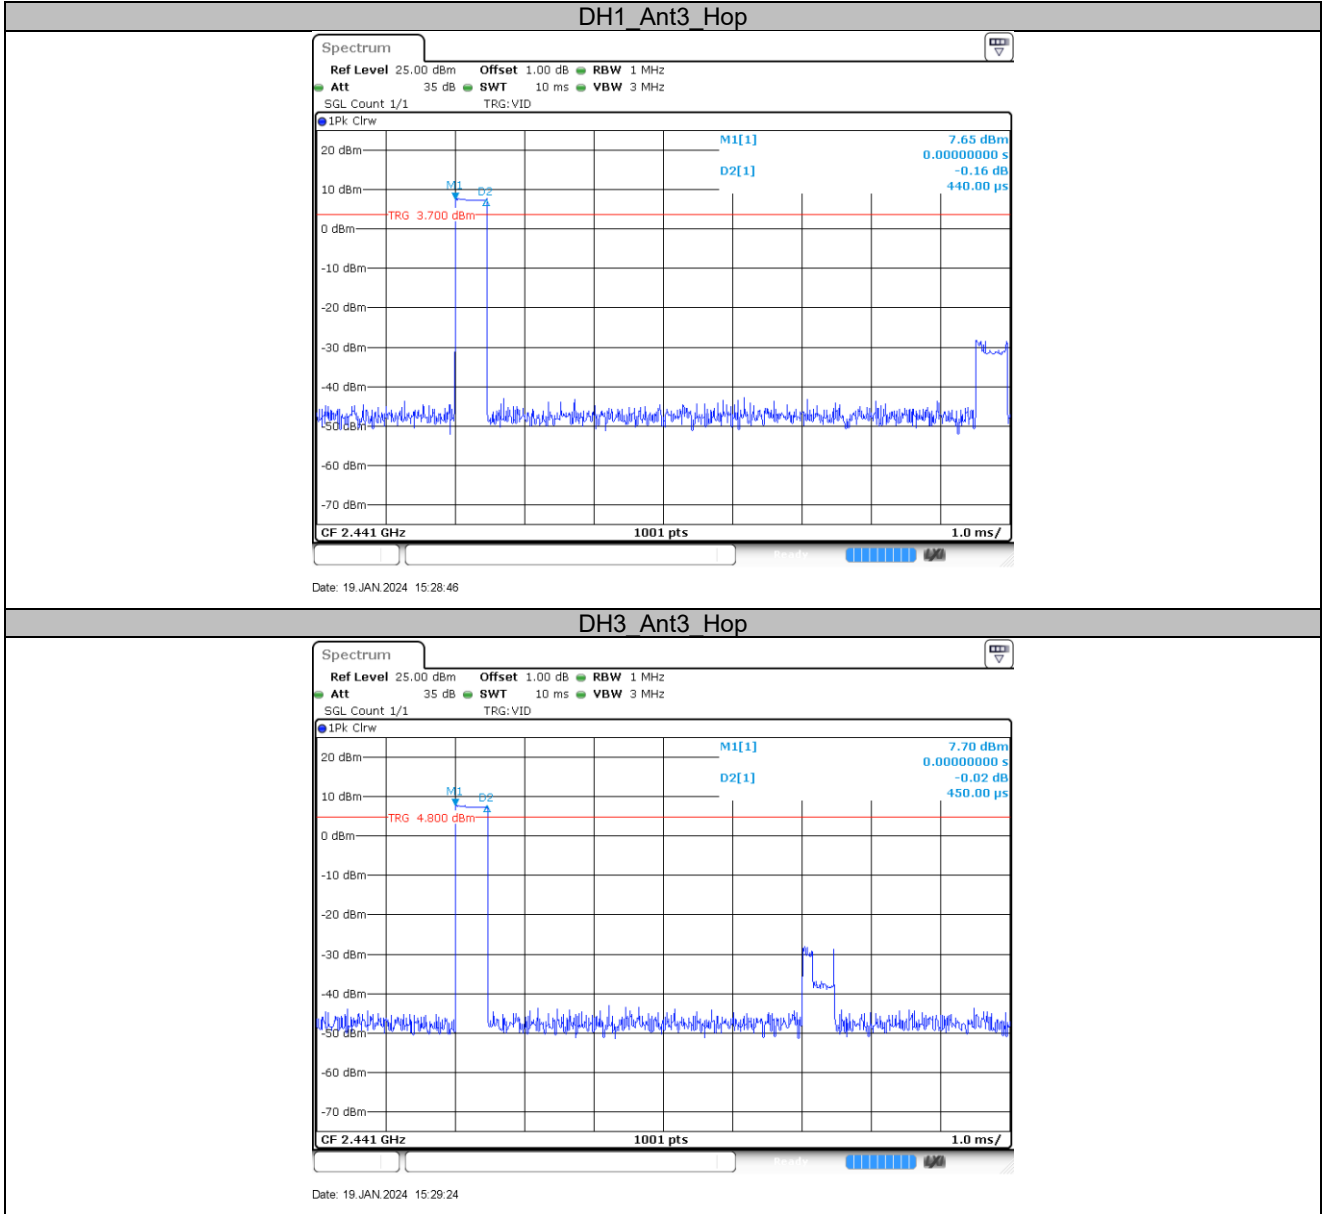 DH1_Ant3_Hop
Spectrum
Ref Level 25.00 dBm Offset 1.00 dB RBW 1 MHz
Att 35 dB SWT 10 ms VBW 3 MHz
SGL Count 1/1 TRG:VID
1Pk Clrw
M1[1] 7.65 dBm
0.00000000 s
D2[1] -0.16 dB
440.00 µs
20 dBm
10 dBm
M1 D2
TRG 3.700 dBm
0 dBm
-10 dBm
-20 dBm
-30 dBm
-40 dBm
-50 dBm
-60 dBm
-70 dBm
CF 2.441 GHz 1001 pts 1.0 ms/
Ready
Date: 19.JAN.2024 15:28:46
DH3_Ant3_Hop
Spectrum
Ref Level 25.00 dBm Offset 1.00 dB RBW 1 MHz
Att 35 dB SWT 10 ms VBW 3 MHz
SGL Count 1/1 TRG:VID
1Pk Clrw
M1[1] 7.70 dBm
0.00000000 s
D2[1] -0.02 dB
450.00 µs
20 dBm
10 dBm
M1 D2
TRG 4.800 dBm
0 dBm
-10 dBm
-20 dBm
-30 dBm
-40 dBm
-50 dBm
-60 dBm
-70 dBm
CF 2.441 GHz 1001 pts 1.0 ms/
Ready
Date: 19.JAN.2024 15:29:24